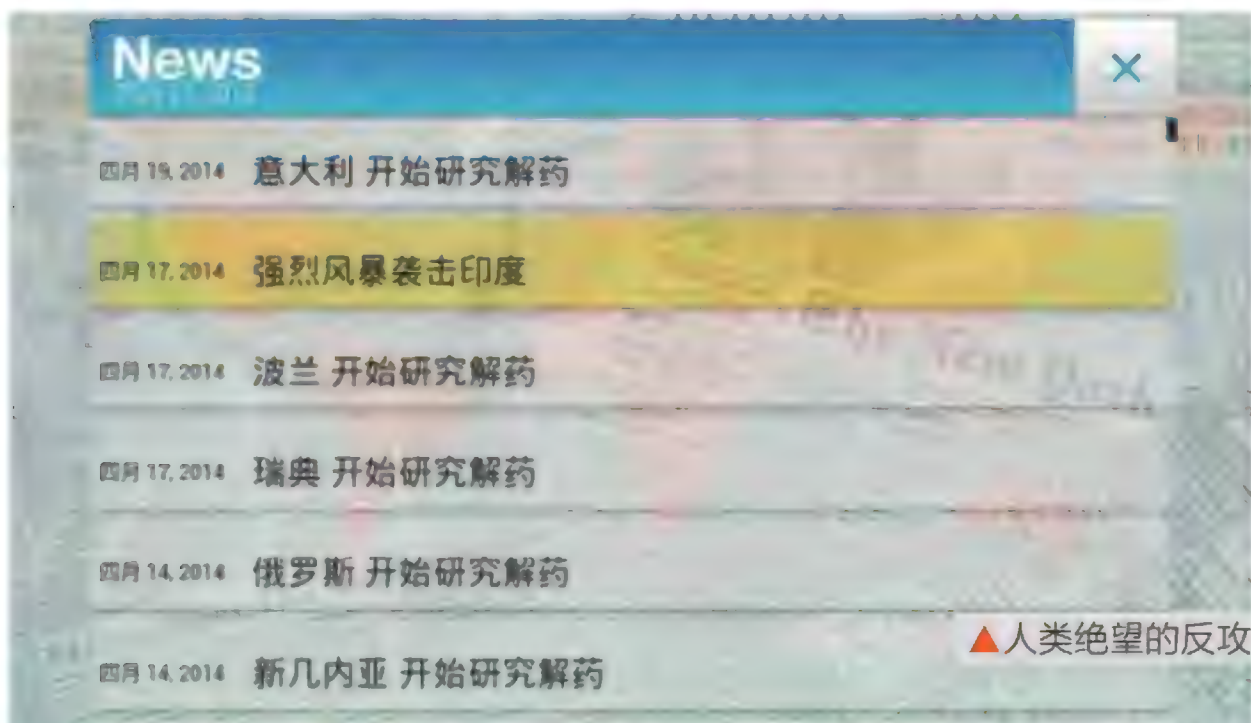 News
四月 19, 2014 意大利 开始研究解药
四月 17, 2014 强烈风暴袭击印度
四月 17, 2014 波兰 开始研究解药
四月 17, 2014 瑞典 开始研究解药
四月 14, 2014 俄罗斯 开始研究解药
▲人类绝望的反攻
四月 14, 2014 新几内亚 开始研究解药